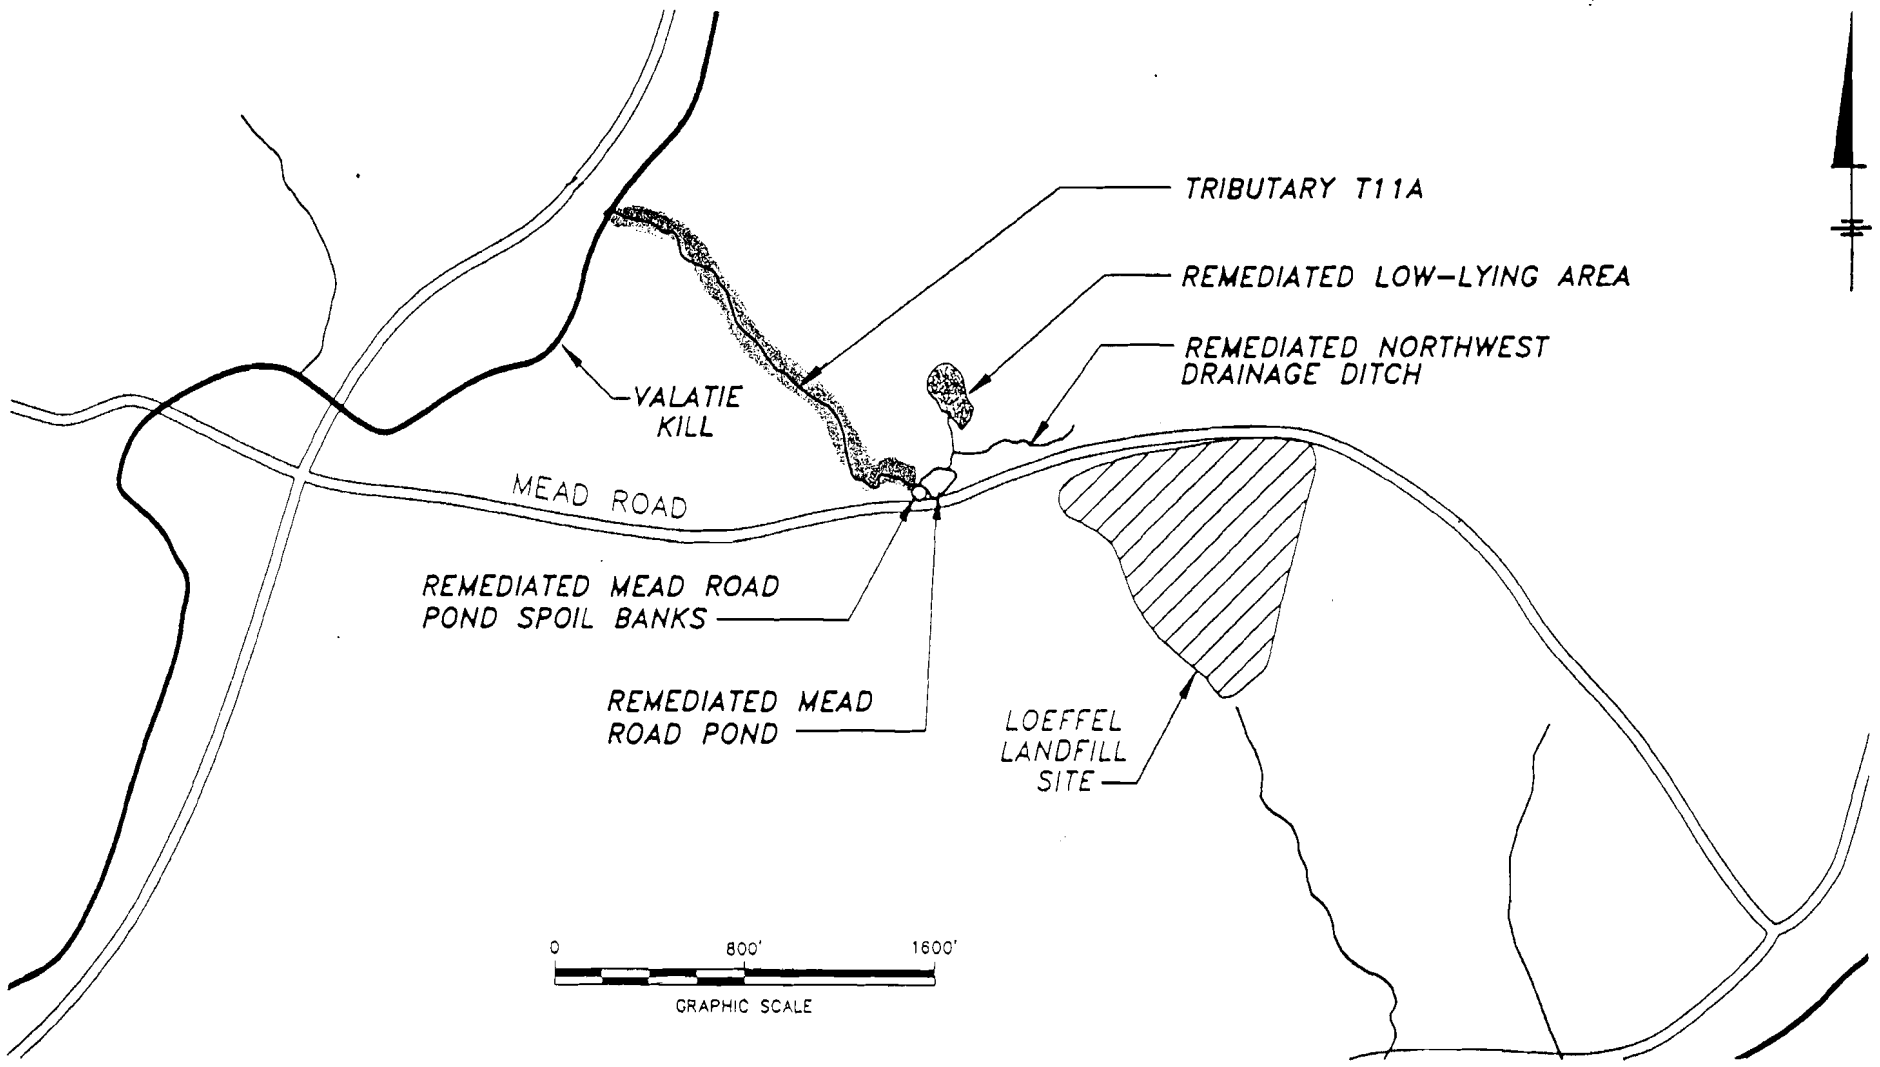 TRIBUTARY T11A
REMEDIATED LOW-LYING AREA
REMEDIATED NORTHWEST
DRAINAGE DITCH
VALATIE
KILL
MEAD ROAD
REMEDIATED MEAD ROAD
POND SPOIL BANKS
REMEDIATED MEAD
ROAD POND
LOEFFEL
LANDFILL
SITE
0 800' 1600'
GRAPHIC SCALE